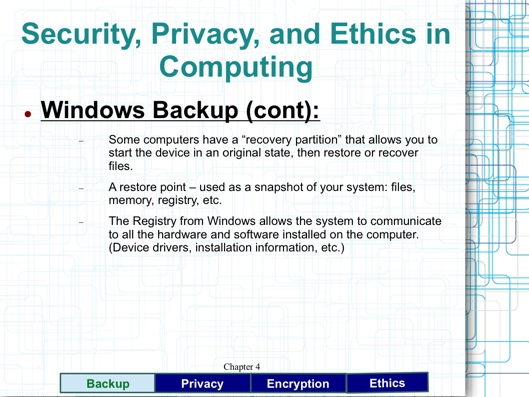 Security, Privacy, and Ethics in
Computing
● Windows Backup (cont):
– Some computers have a “recovery partition” that allows you to
start the device in an original state, then restore or recover
files.
– A restore point – used as a snapshot of your system: files,
memory, registry, etc.
– The Registry from Windows allows the system to communicate
to all the hardware and software installed on the computer.
(Device drivers, installation information, etc.)
Chapter 4
Backup Privacy Encryption Ethics